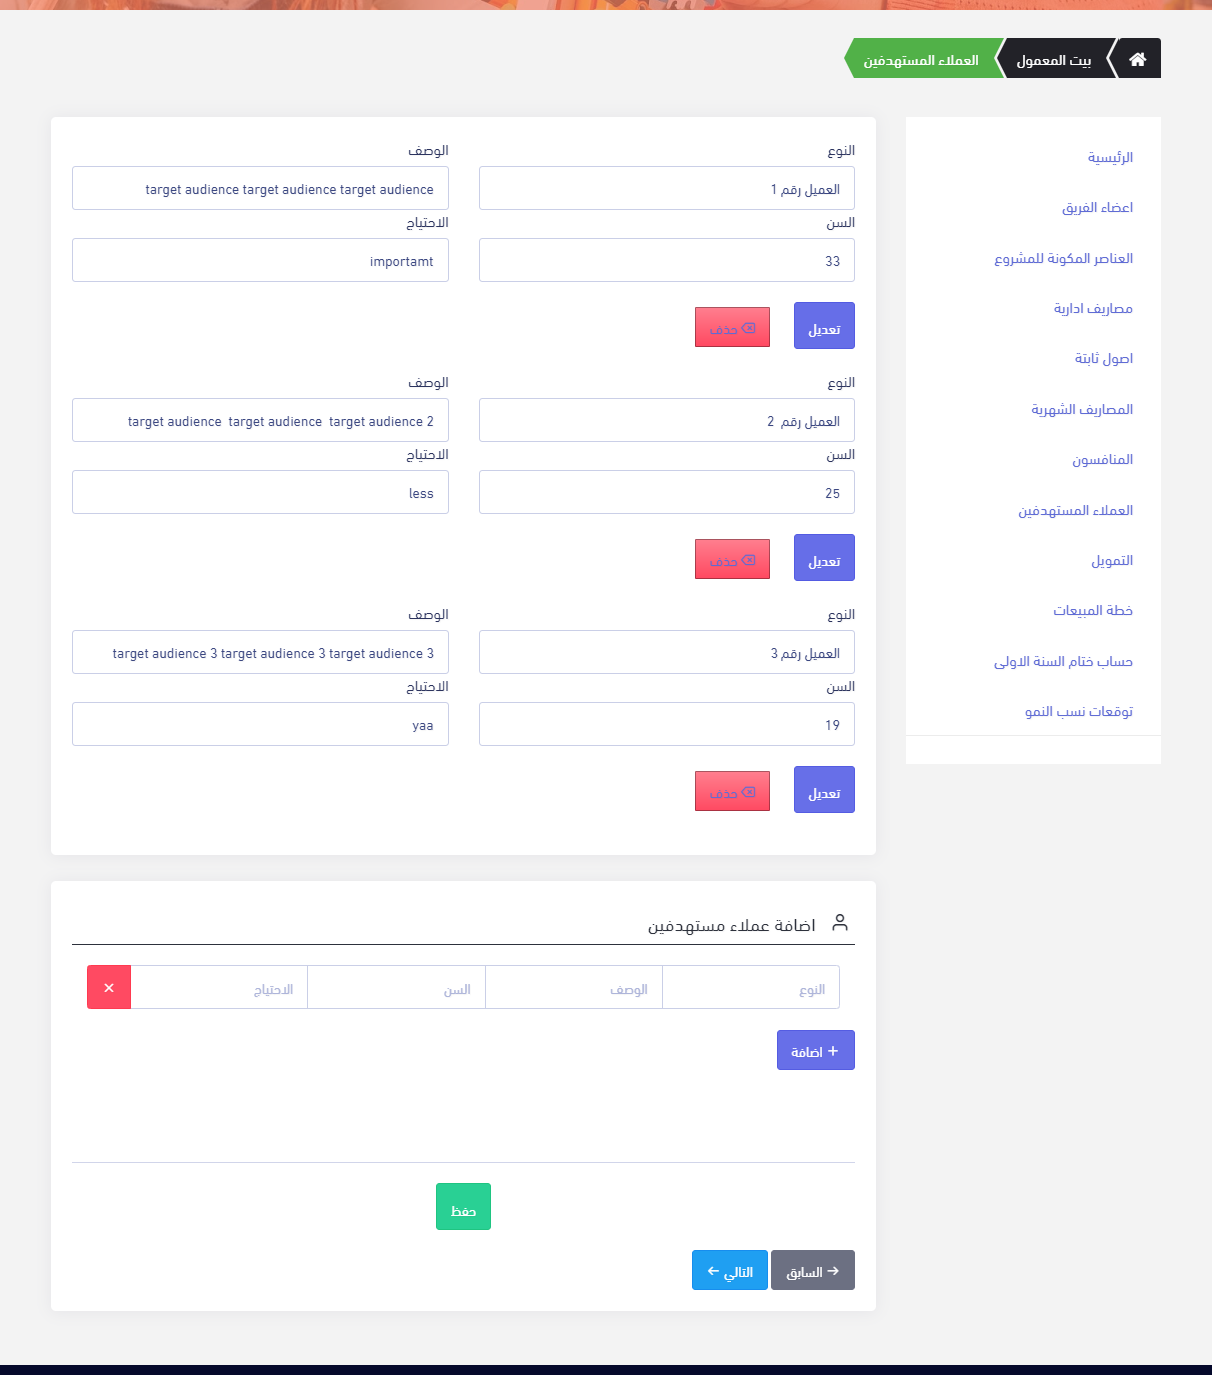 بيت المعمول
العملاء المستهدفين
الرئيسية
اعضاء الفريق
العناصر المكونة للمشروع
مصاريف ادارية
اصول ثابتة
المصاريف الشهرية
المنافسون
العملاء المستهدفين
التمويل
خطة المبيعات
حساب ختام السنة الاولى
توقعات نسب النمو
النوع
الوصف
العميل رقم 1
target audience target audience target audience
السن
الاحتياج
33
importamt
تعديل
حذف
النوع
الوصف
العميل رقم 2
target audience target audience target audience 2
السن
الاحتياج
25
less
تعديل
حذف
النوع
الوصف
العميل رقم 3
target audience 3 target audience 3 target audience 3
السن
الاحتياج
19
yaa
تعديل
حذف
اضافة عملاء مستهدفين
النوع
الوصف
السن
الاحتياج
اضافة
حفظ
السابق
التالي